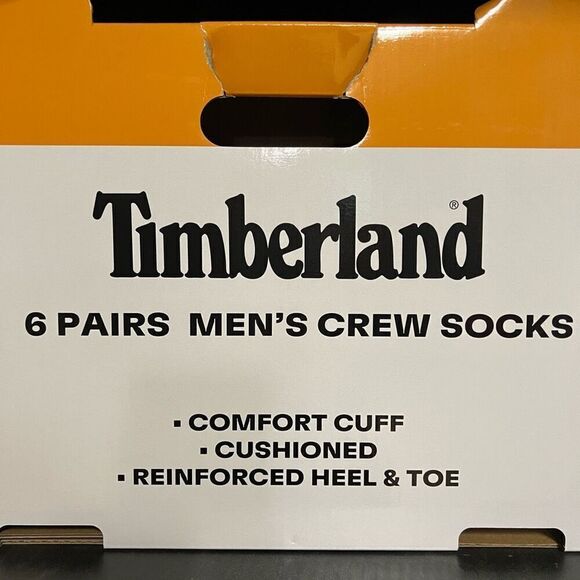 Timberland®
6 PAIRS MEN'S CREW SOCKS
▪ COMFORT CUFF
▪ CUSHIONED
▪ REINFORCED HEEL & TOE